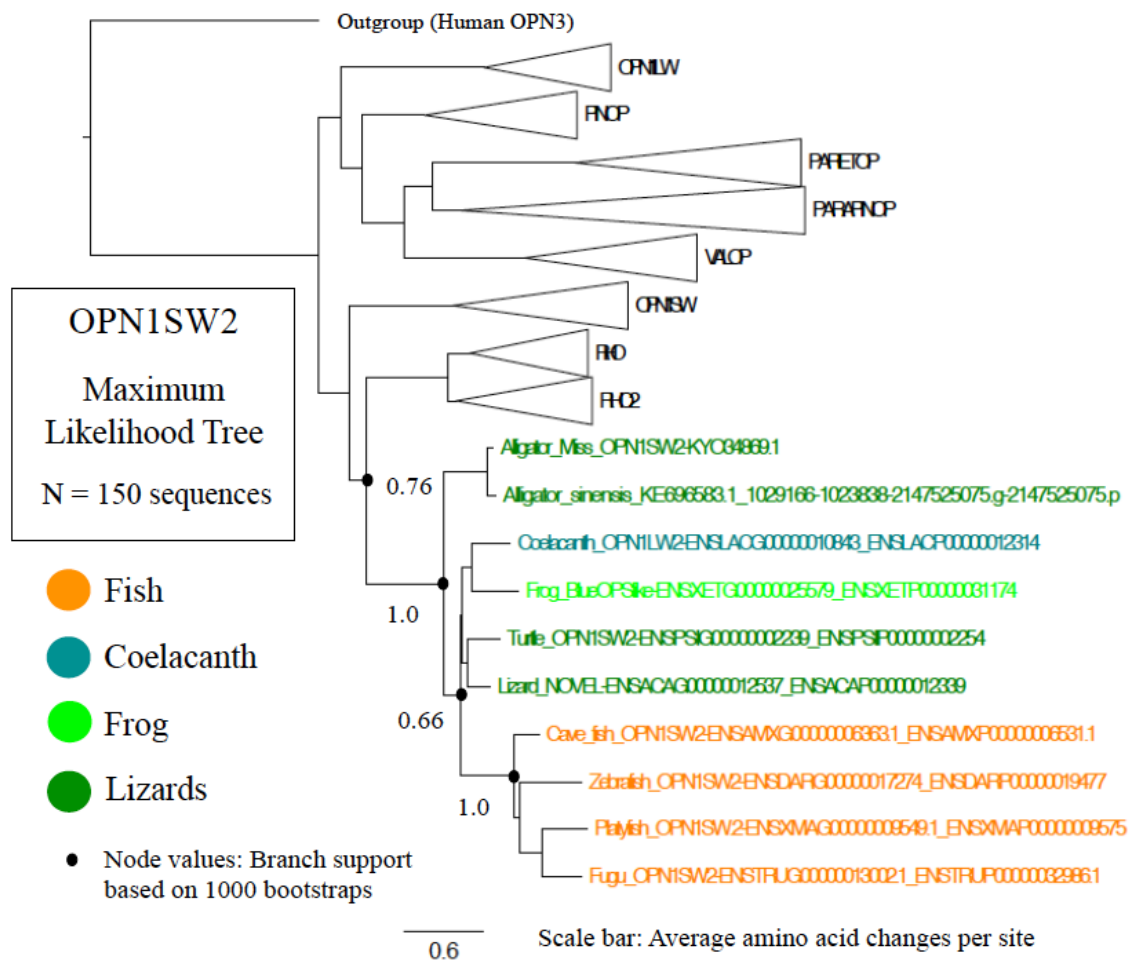 Outgroup (Human OPN3)
OPN1LW
PINOP
PARIETOP
PARAPINOP
VALOP
OPN1SW
RHO
RHO2
OPN1SW2
Maximum
Likelihood Tree
N = 150 sequences
0.76
1.0
0.66
1.0
Alligator_Miss_OPN1SW2-KYO34869.1
Alligator_sinensis_KE696583.1_1029166-1023838-2147525075.g-2147525075.p
Coelacanth_OPN1LW2-ENSLACG00000010843_ENSLACP00000012314
Frog_BlueOPSlike-ENSXETG00000025579_ENSXETP00000031174
Turtle_OPN1SW2-ENSPSIG00000002239_ENSPSIP00000002254
Lizard_NOVEL-ENSACAG00000012537_ENSACAP00000012339
Cave_fish_OPN1SW2-ENSAMXG00000006363.1_ENSAMXP00000006531.1
Zebrafish_OPN1SW2-ENSDARG00000017274_ENSDARP00000019477
Platyfish_OPN1SW2-ENSXMAG00000009549.1_ENSXMAP00000009575
Fugu_OPN1SW2-ENSTRUG00000013002.1_ENSTRUP00000032986.1
Fish
Coelacanth
Frog
Lizards
Node values: Branch support
based on 1000 bootstraps
0.6
Scale bar: Average amino acid changes per site